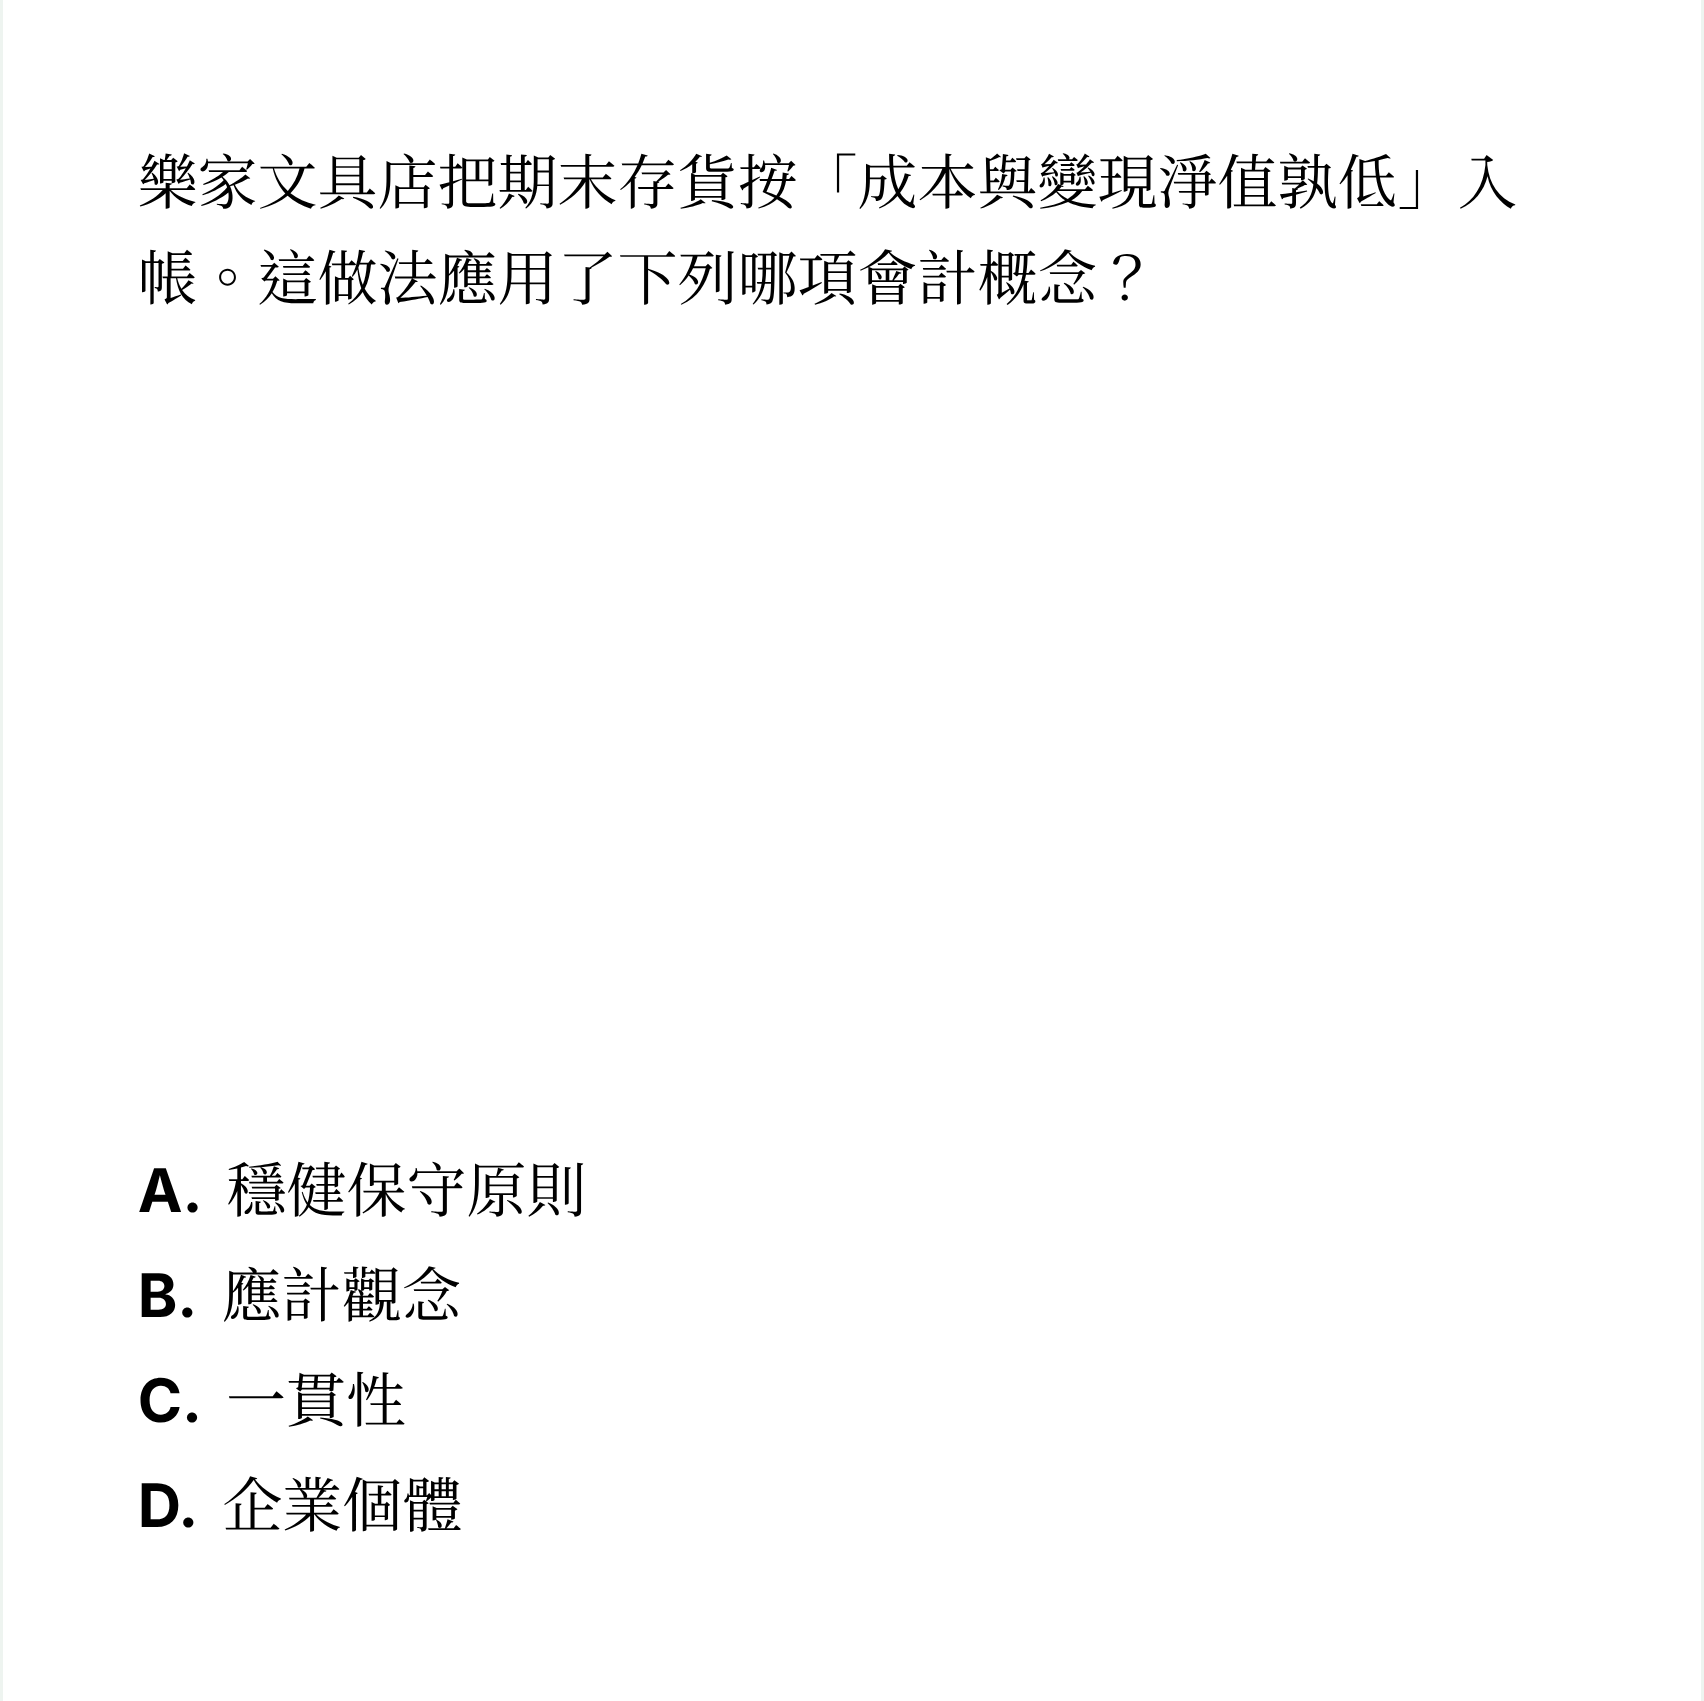 樂家文具店把期末存貨按「成本與變現淨值孰低」入
帳。這做法應用了下列哪項會計概念？
A. 穩健保守原則
B. 應計觀念
C. 一貫性
D. 企業個體